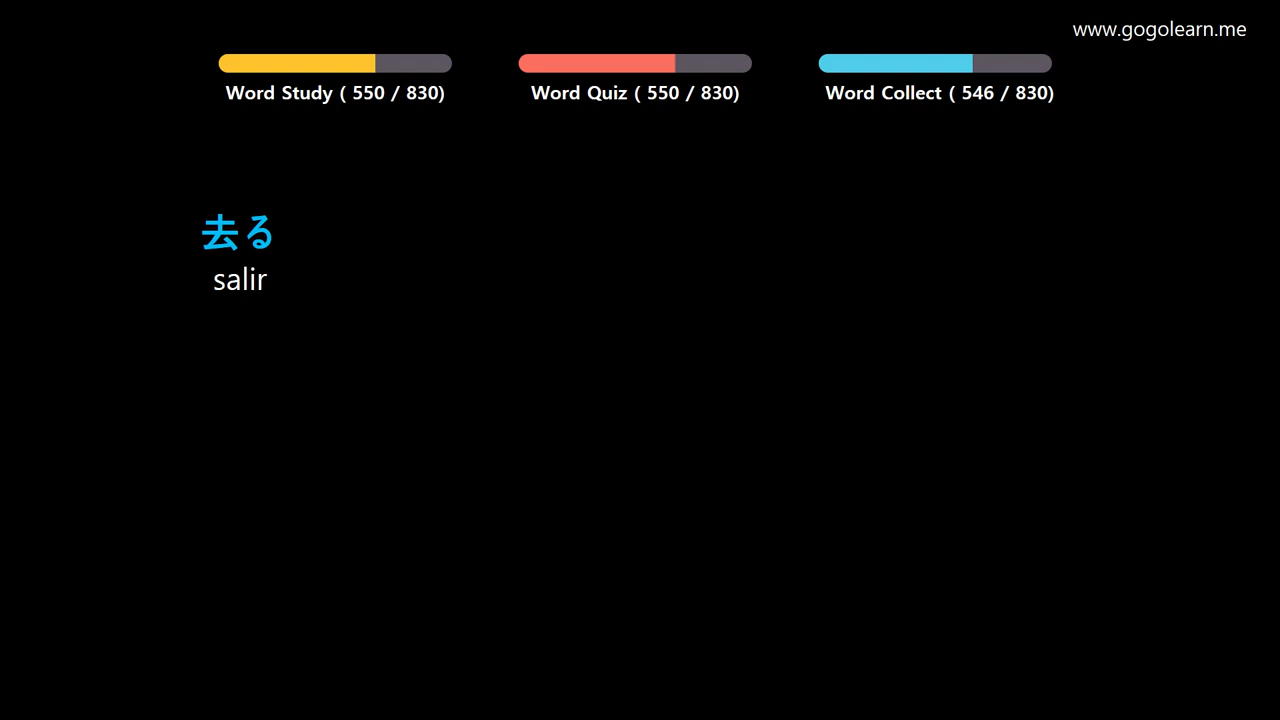 www.gogolearn.me
Word Study ( 550 / 830)
Word Quiz ( 550 / 830)
Word Collect ( 546 / 830)
去る
salir